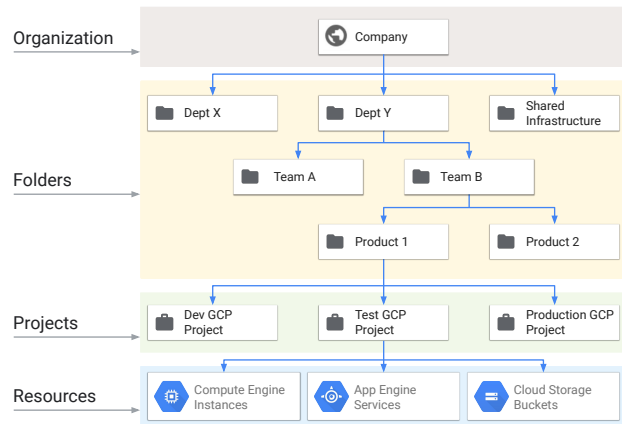 Organization
Company
Dept X
Dept Y
Shared
Infrastructure
Folders
Team A
Team B
Product 1
Product 2
Projects
Dev GCP
Project
Test GCP
Project
Production GCP
Project
Resources
Compute Engine
Instances
App Engine
Services
Cloud Storage
Buckets